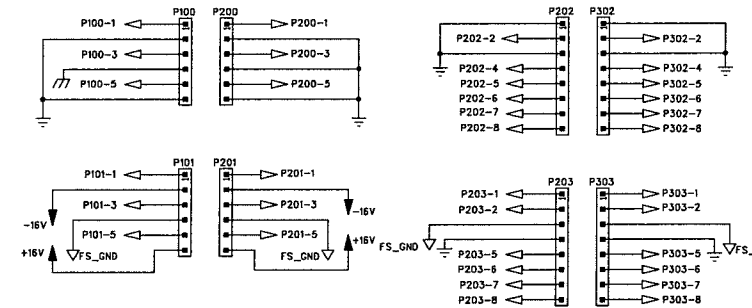 P100 P200
P100-1 P200-1
P100-3 P200-3
P100-5 P200-5
P202 P302
P202-2 P302-2
P202-4 P302-4
P202-5 P302-5
P202-6 P302-6
P202-7 P302-7
P202-8 P302-8
P101 P201
P101-1 P201-1
P101-3 P201-3
-16V -16V
P101-5 P201-5
+16V +16V
FS_GND FS_GND
P203 P303
P203-1 P303-1
P203-2 P303-2
FS_GND FS_
P203-5 P303-5
P203-6 P303-6
P203-7 P303-7
P203-8 P303-8